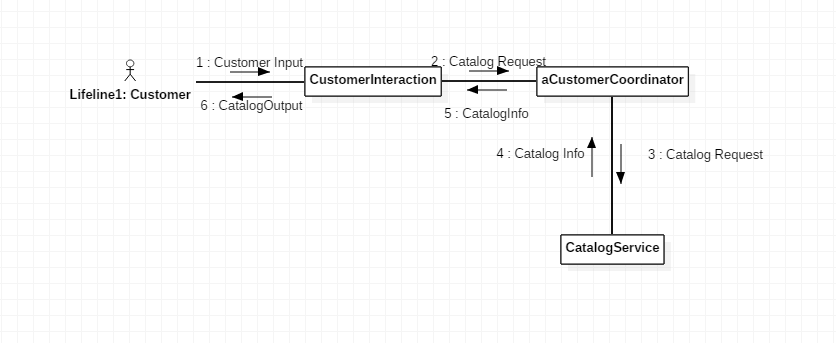 1 : Customer Input
2 : Catalog Request
CustomerInteraction
aCustomerCoordinator
Lifeline1: Customer
6 : CatalogOutput
5 : CatalogInfo
4 : Catalog Info
3 : Catalog Request
CatalogService